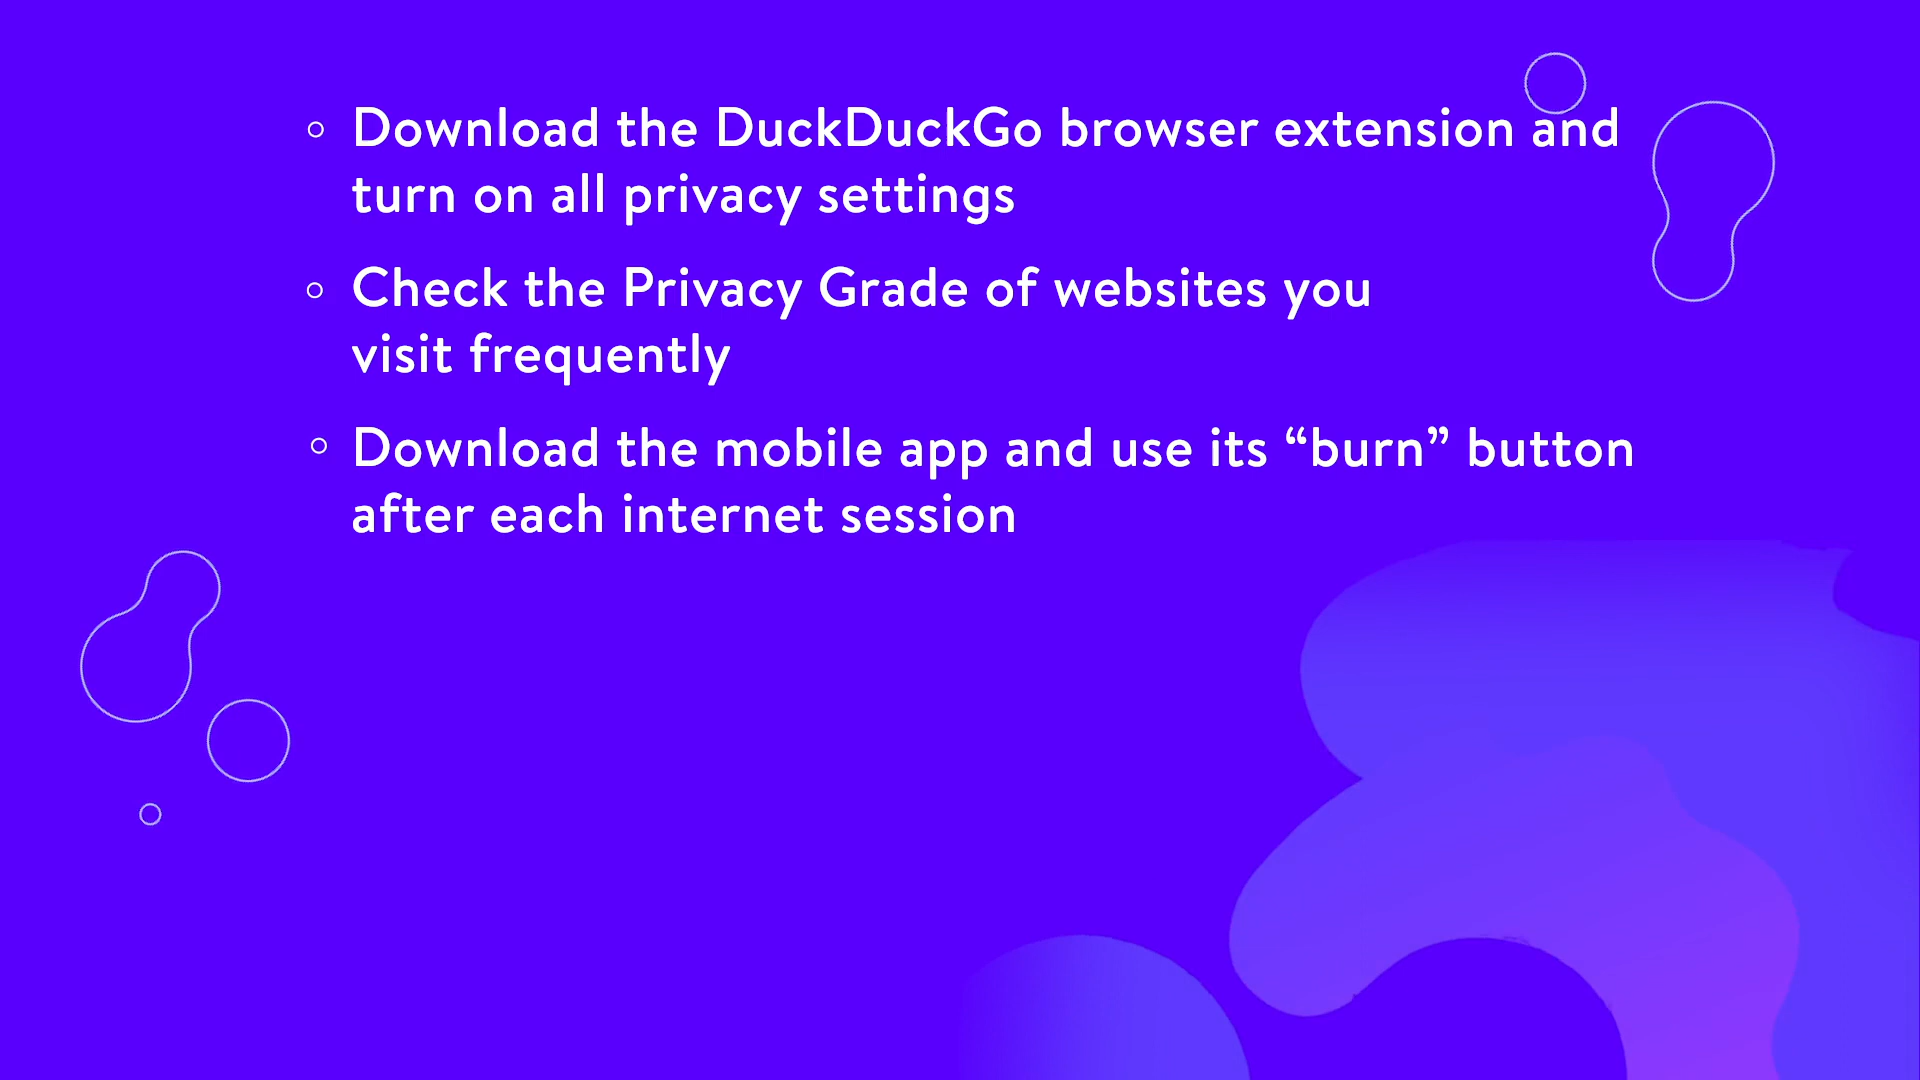 Download the DuckDuckGo browser extension and
turn on all privacy settings
Check the Privacy Grade of websites you
visit frequently
Download the mobile app and use its “burn” button
after each internet session